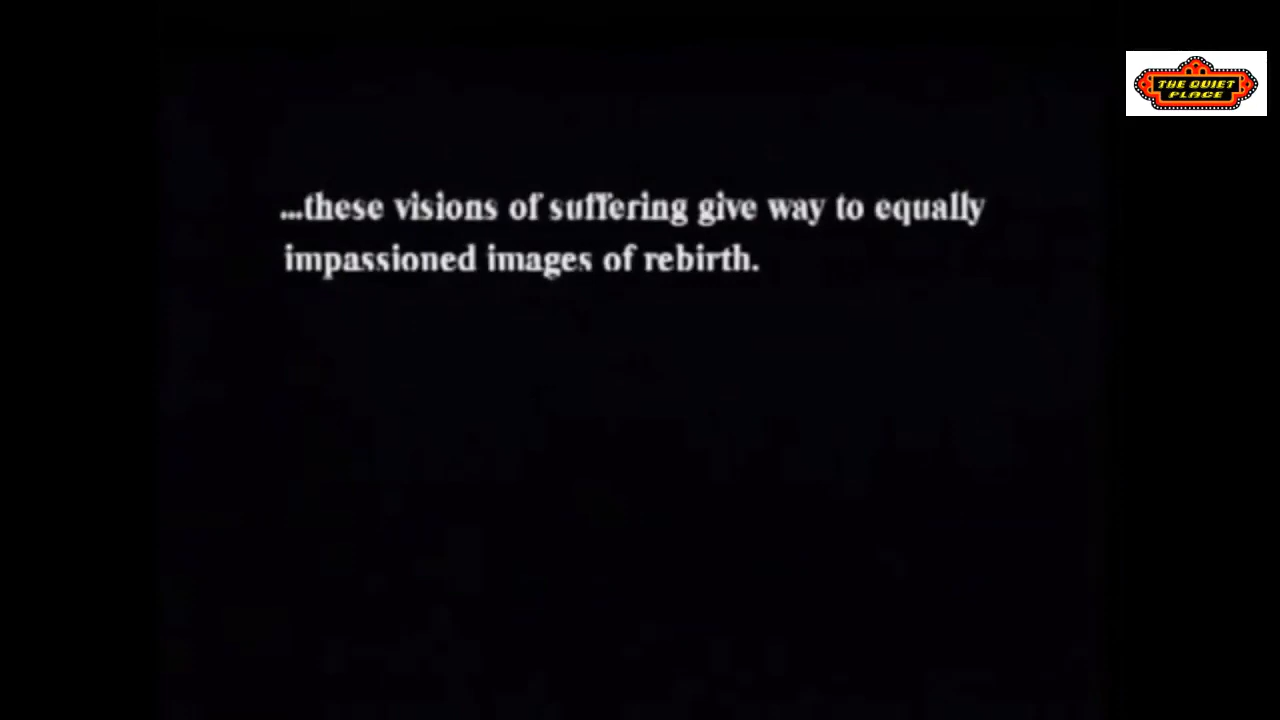 THE QUIET
PLACE
...these visions of suffering give way to equally
impassioned images of rebirth.